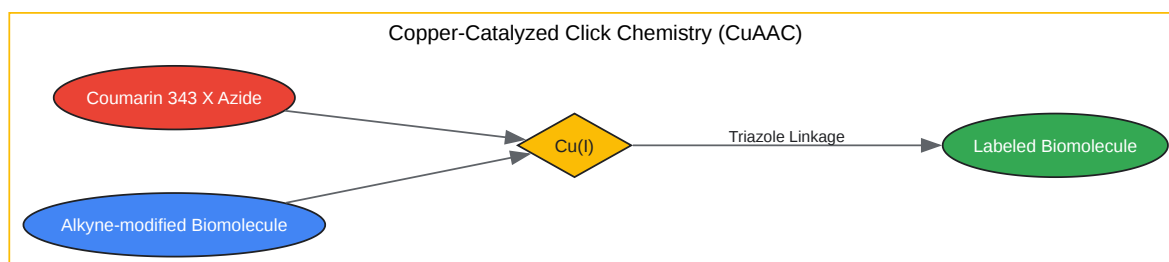 Copper-Catalyzed Click Chemistry (CuAAC)
Coumarin 343 X Azide
Cu(I)
Triazole Linkage
Labeled Biomolecule
Alkyne-modified Biomolecule